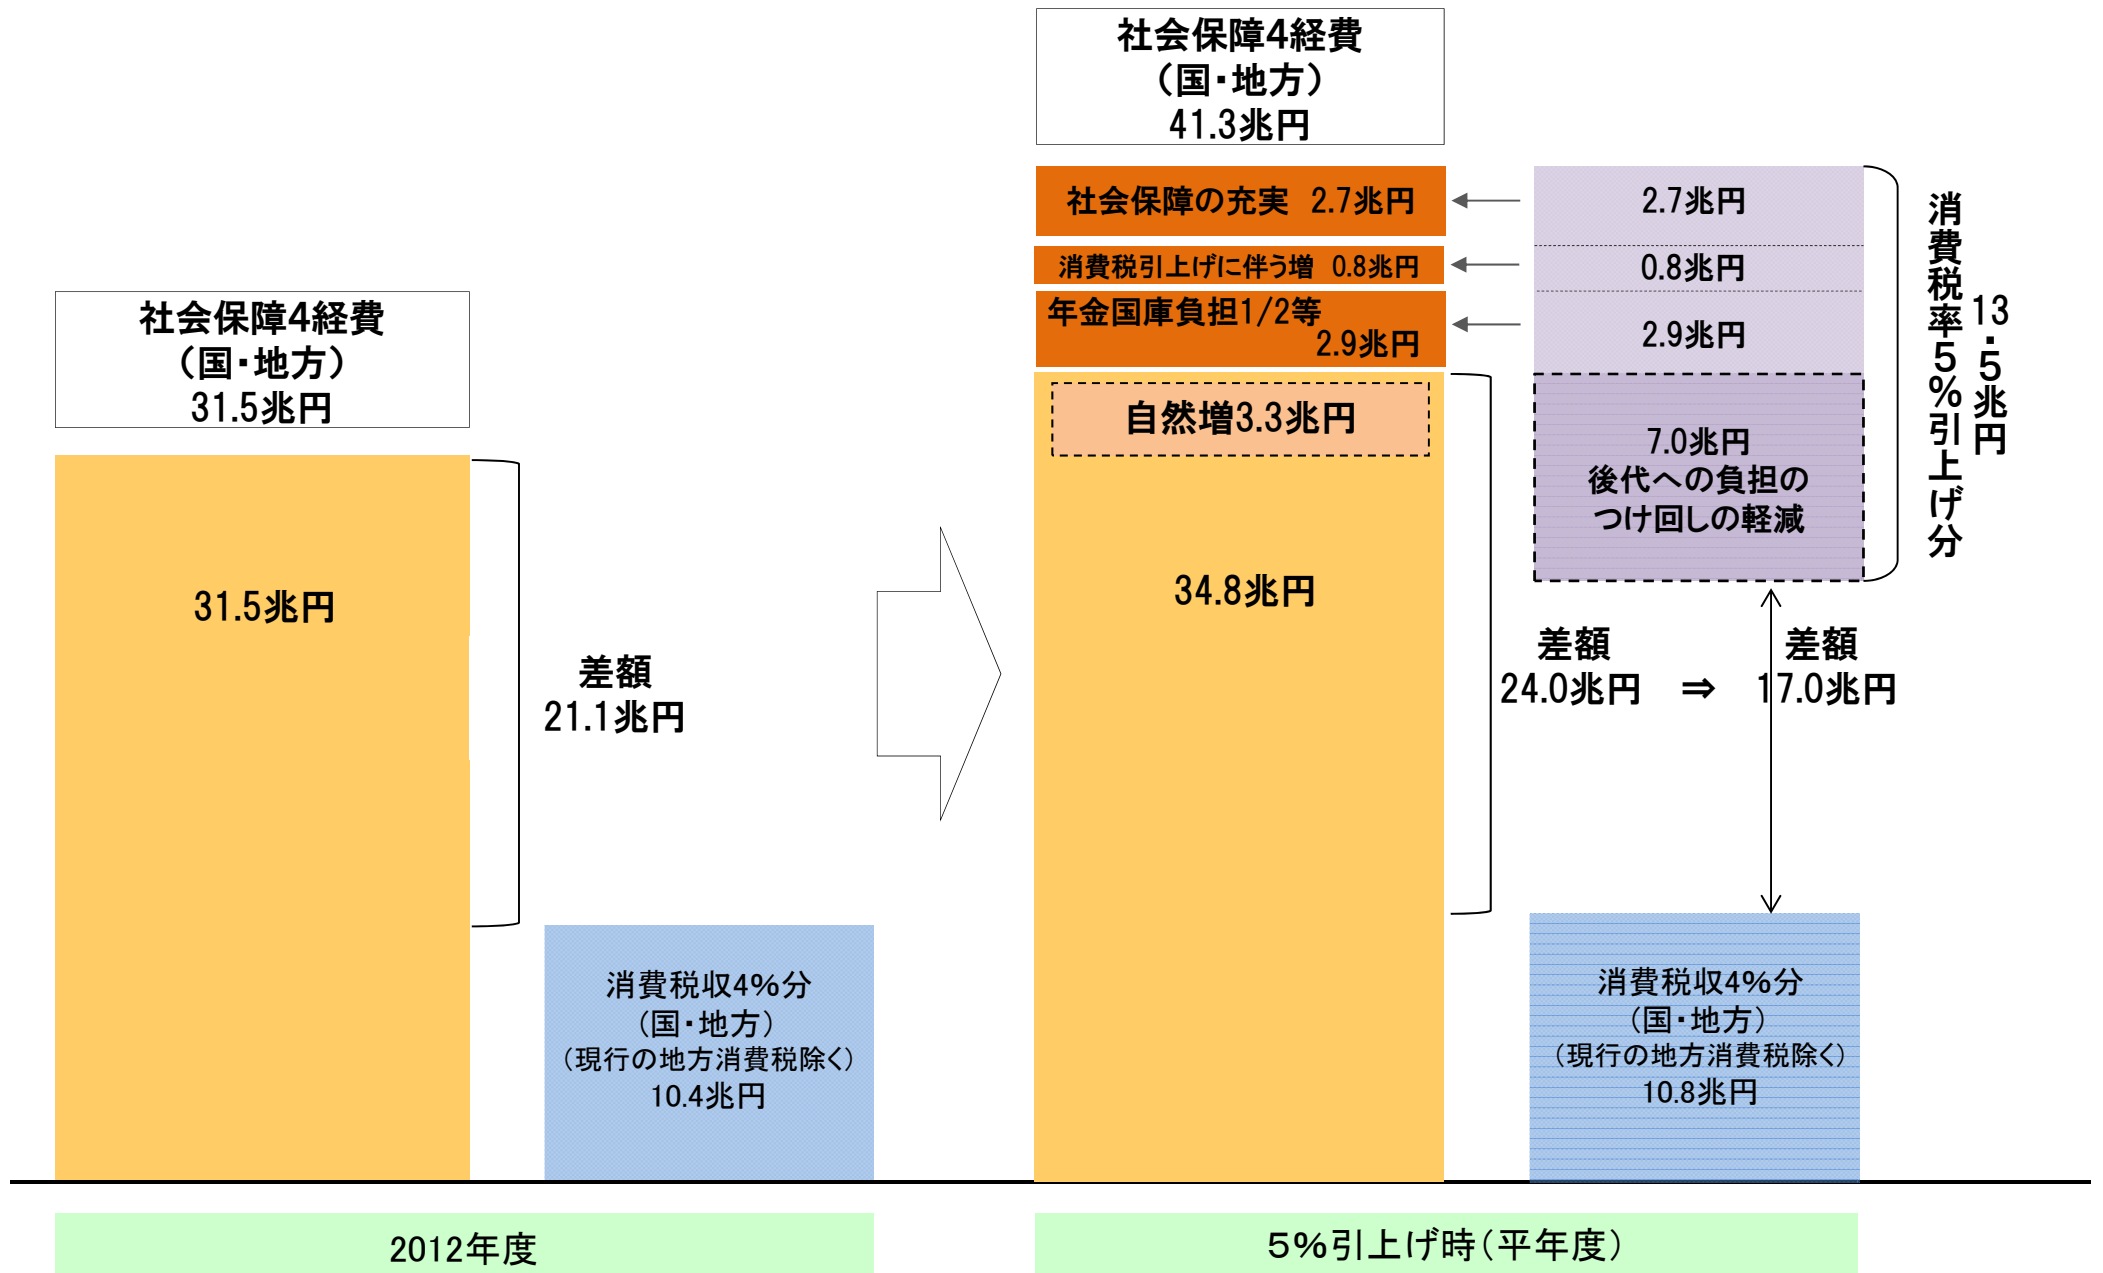 社会保障4経費
（国・地方）
31.5兆円
31.5兆円
差額
21.1兆円
消費税収4％分
（国・地方）
（現行の地方消費税除く）
10.4兆円
2012年度
社会保障4経費
（国・地方）
41.3兆円
社会保障の充実 2.7兆円
消費税引上げに伴う増 0.8兆円
年金国庫負担1/2等
2.9兆円
自然増3.3兆円
34.8兆円
2.7兆円
0.8兆円
2.9兆円
7.0兆円
後代への負担の
つけ回しの軽減
消費税率５％引上げ分
13・5兆円
差額
24.0兆円 ⇒
差額
17.0兆円
消費税収4％分
（国・地方）
（現行の地方消費税除く）
10.8兆円
５％引上げ時（平年度）